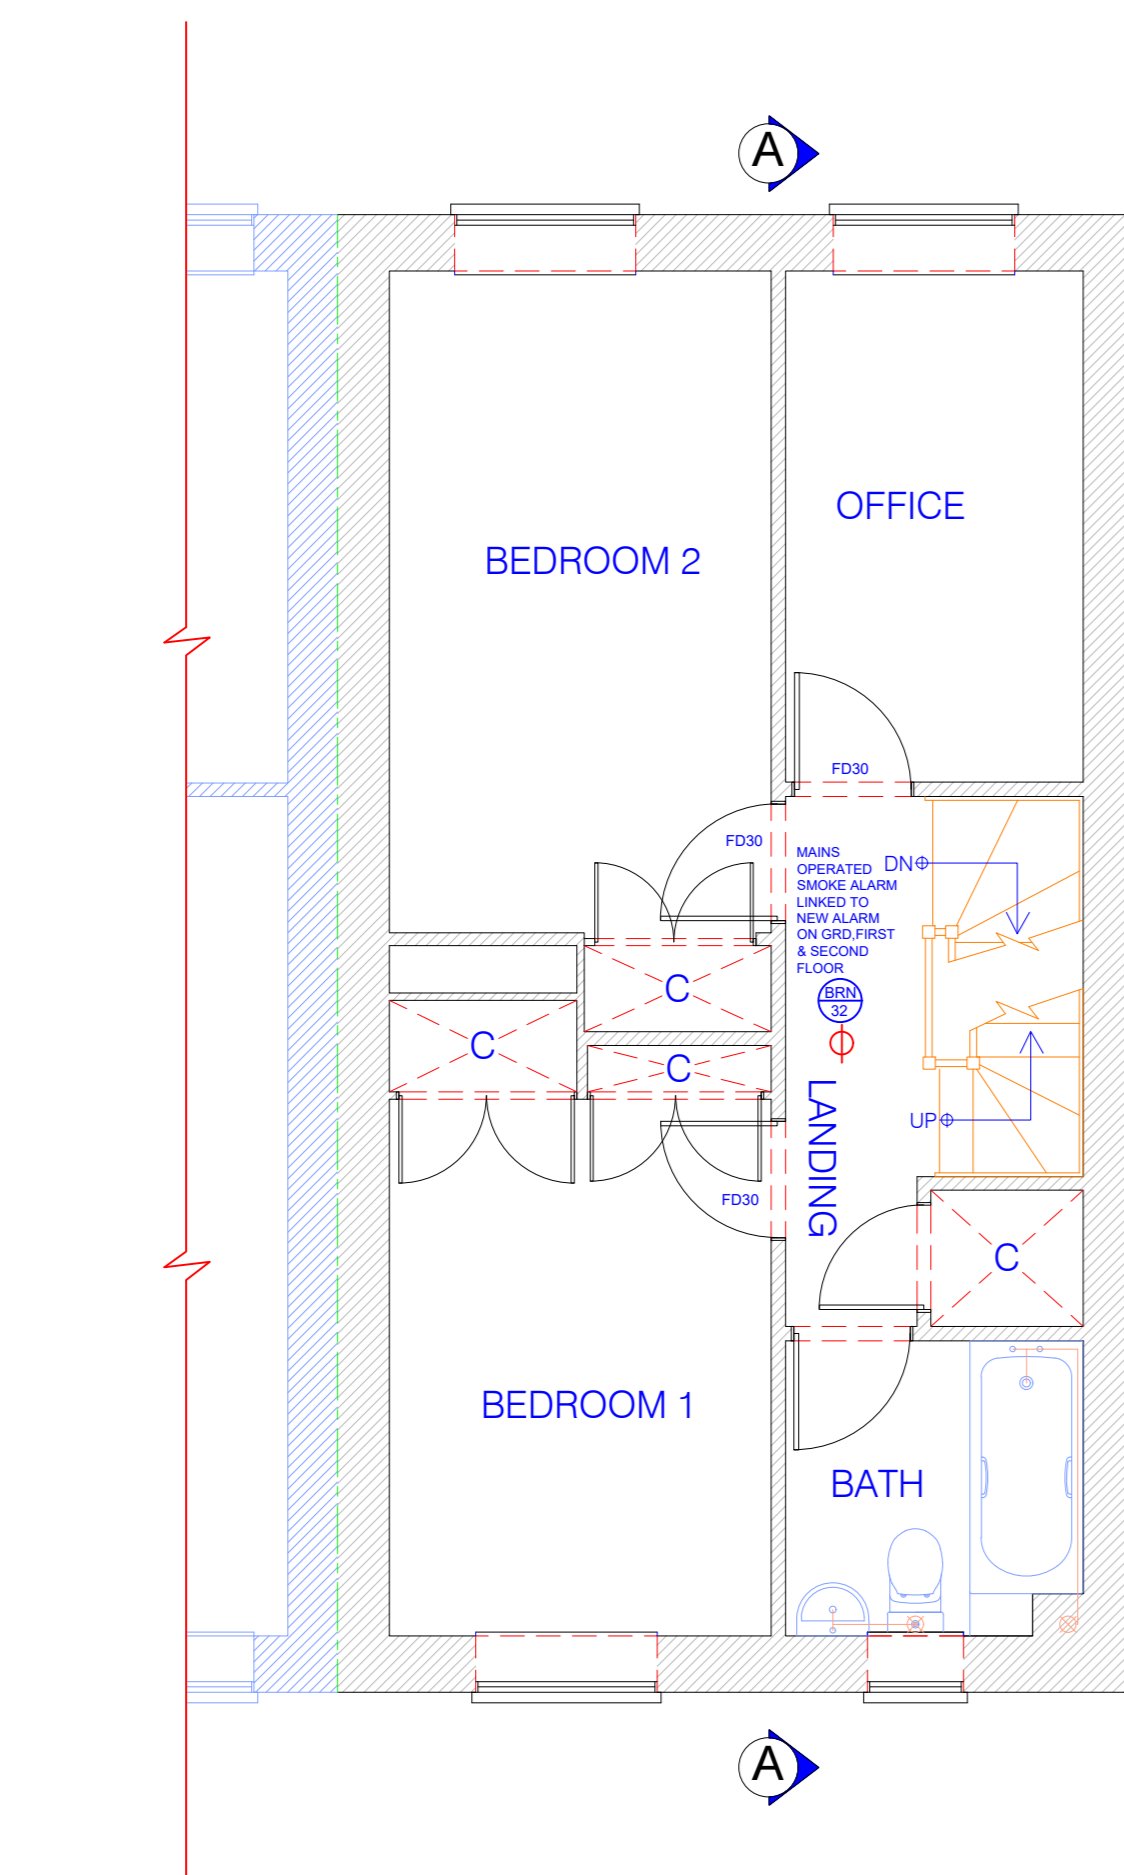 A
OFFICE
BEDROOM 2
FD30
FD30
MAINS
OPERATED
SMOKE ALARM
LINKED TO
NEW ALARM
ON GRD,FIRST
& SECOND
FLOOR
DN
BRN
32
C
C
C
LANDING
UP
FD30
C
BEDROOM 1
BATH
A